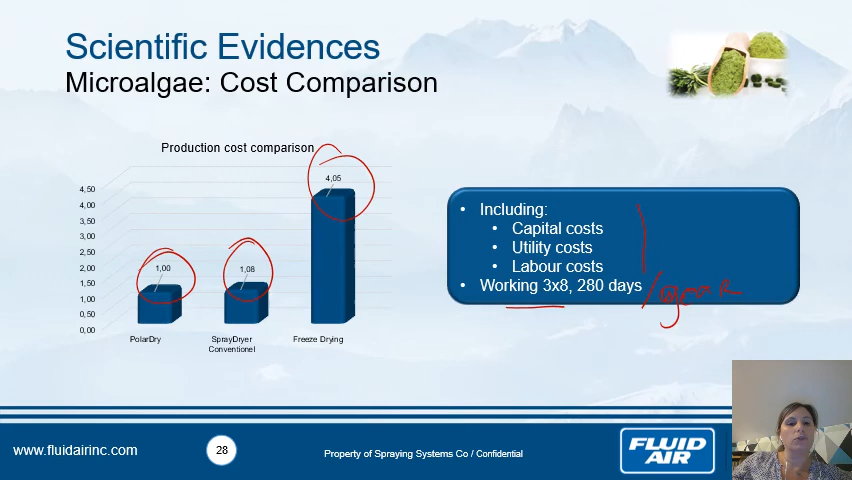 Scientific Evidences
Microalgae: Cost Comparison
Production cost comparison
4,50
4,00
3,50
3,00
2,50
2,00
1,50
1,00
0,50
0,00
1,00
1,08
4,05
PolarDry
SprayDryer
Conventionel
Freeze Drying
• Including:
• Capital costs
• Utility costs
• Labour costs
• Working 3x8, 280 days
www.fluidairinc.com
28
Property of Spraying Systems Co / Confidential
FLUID
AIR